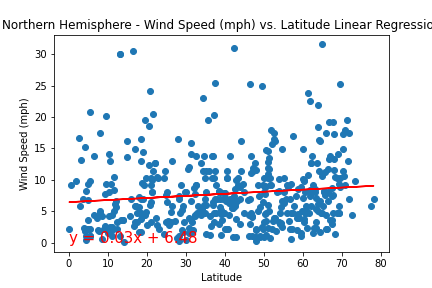 Northern Hemisphere - Wind Speed (mph) vs. Latitude Linear Regressio
30
25
20
15
10
5
0
Wind Speed (mph)
y = 0.03x + 6.48
0 10 20 30 40 50 60 70 80
Latitude